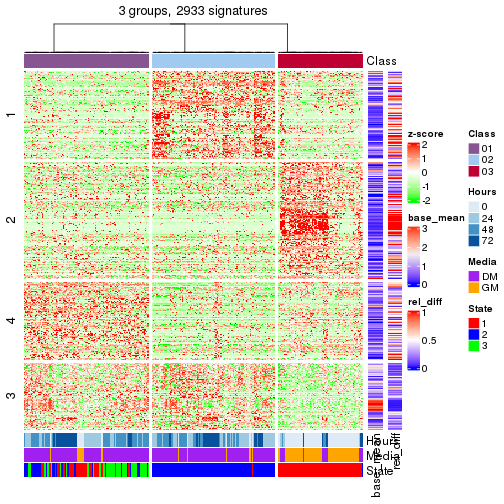 3 groups, 2933 signatures
Class
1
2
4
3
Hours
Media
State
base_mean
rel_diff
z-score
2
1
0
-1
-2
base_mean
3
2
1
0
rel_diff
1
0.5
0
Class
01
02
03
Hours
0
24
48
72
Media
DM
GM
State
1
2
3